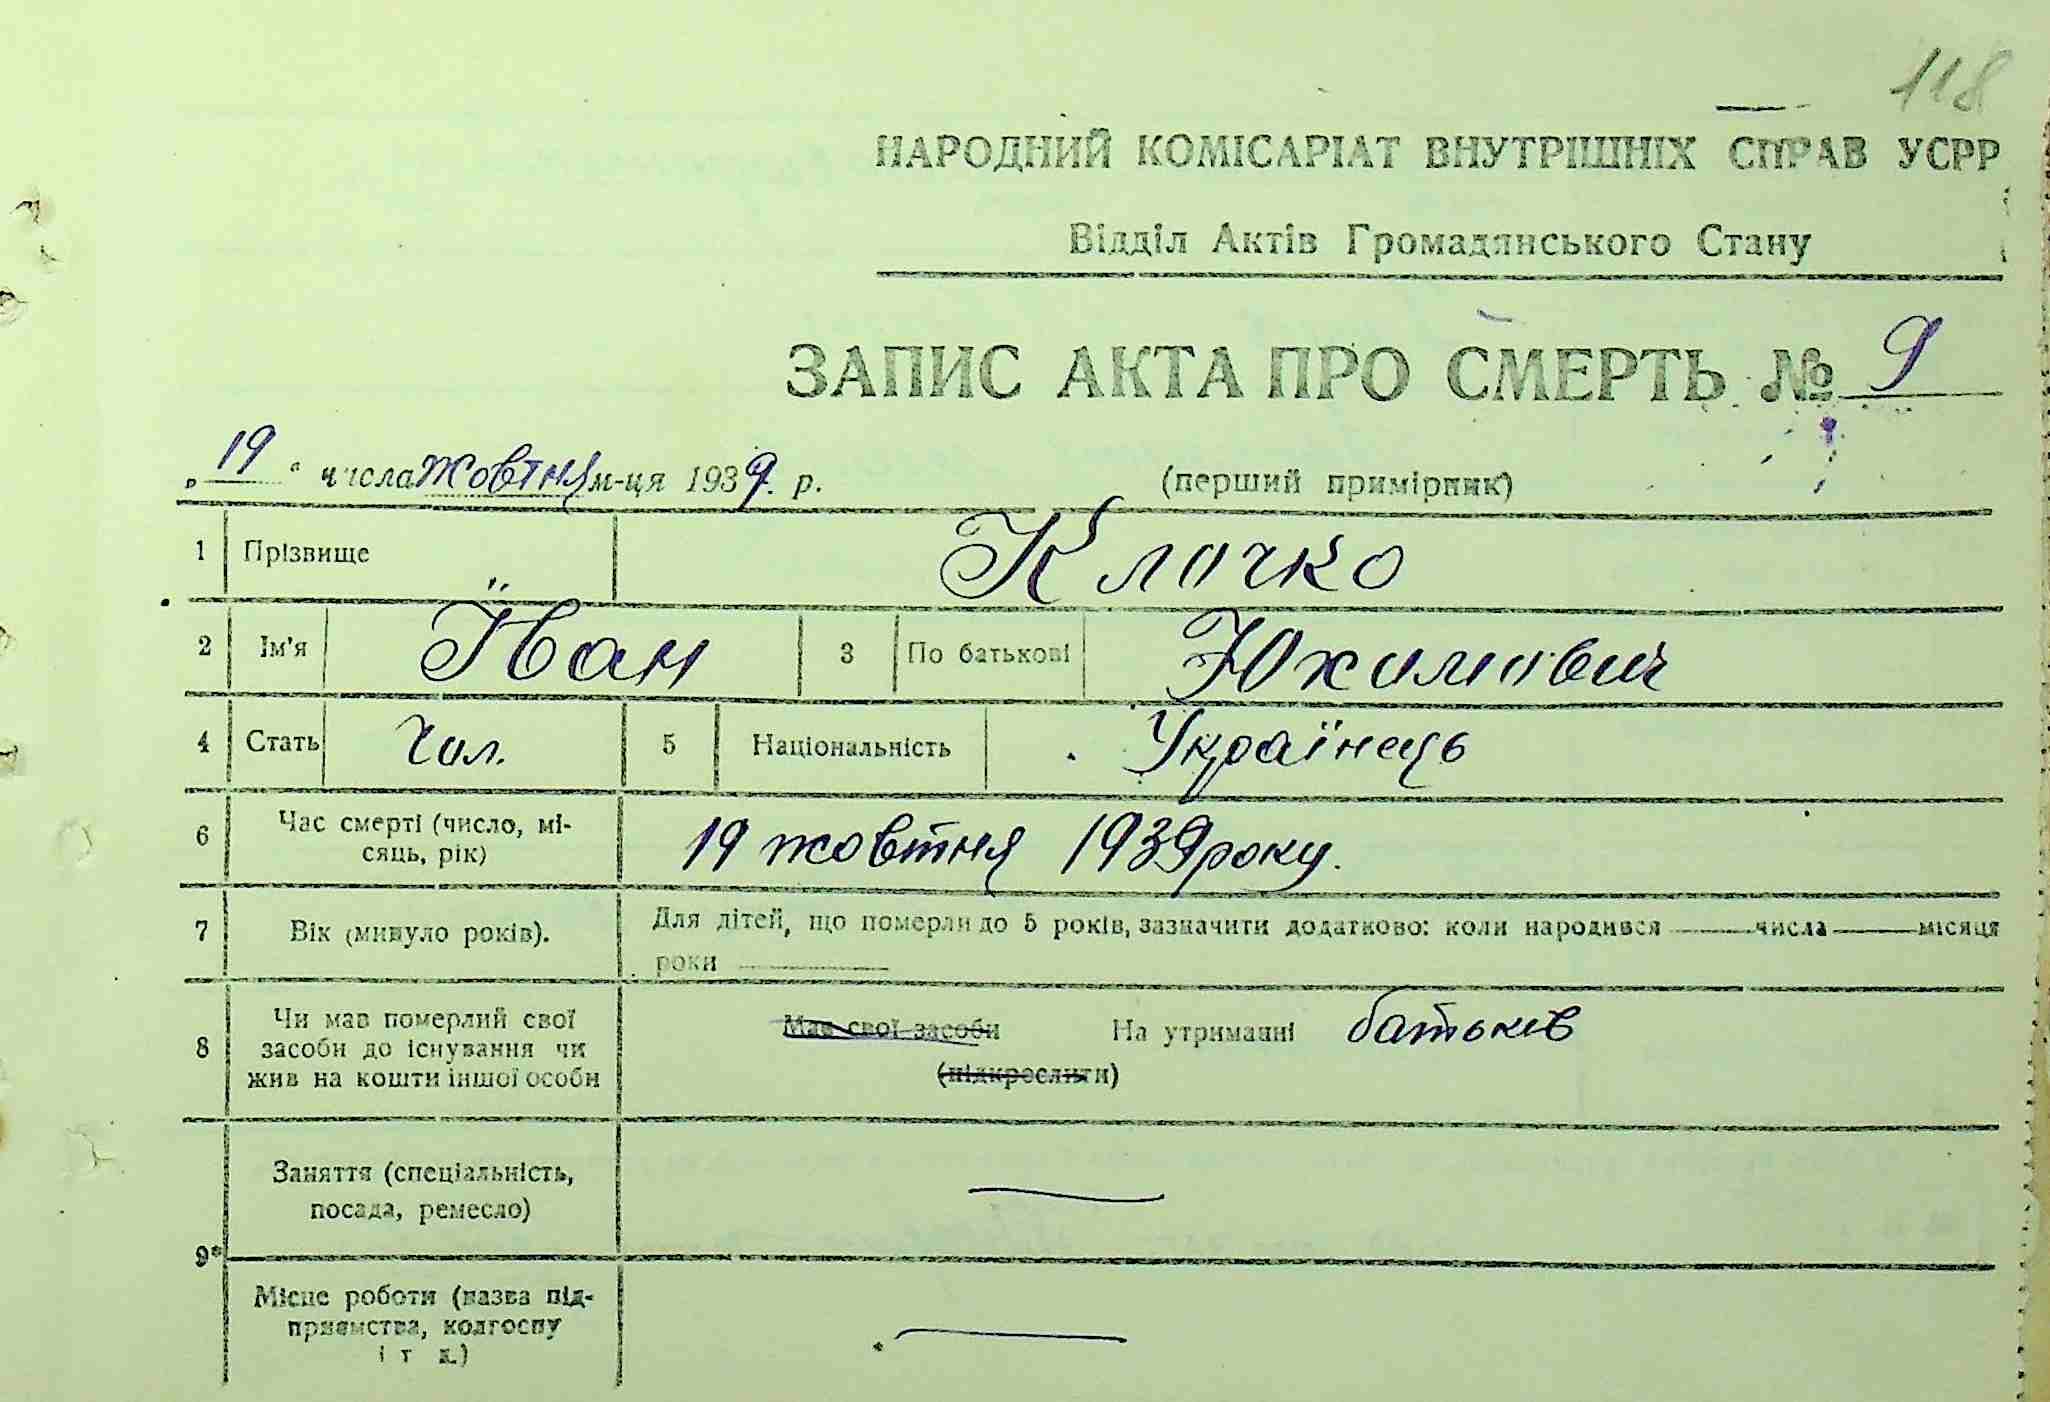 118
НАРОДНИЙ КОМІСАРІАТ ВНУТРІШНІХ СПРАВ УСРР
Відділ Актів Громадянського Стану
ЗАПИС АКТА ПРО СМЕРТЬ № 9
„19“ числа жовтня м-ця 1939 р. (перший примірник)
1 Прізвище Клочко
2 Ім'я Їван 3 По батькові Юхимович
4 Стать Чол. 5 Національність Українець
6 Час смерті (число, мі-
сяць, рік) 19 жовтня 1939 року.
7 Вік (минуло років). Для дітей, що померли до 5 років, зазначити додатково: коли народився ——числа——місяця
роки ——
8 Чи мав померлий свої
засоби до існування чи
жив на кошти іншої особи
Мав свої засоби На утриманні батьків
(підкреслити)
Заняття (спеціальність,
посада, ремесло) —
9*
Місце роботи (назва під-
приємства, колгоспу
і т. д.) —